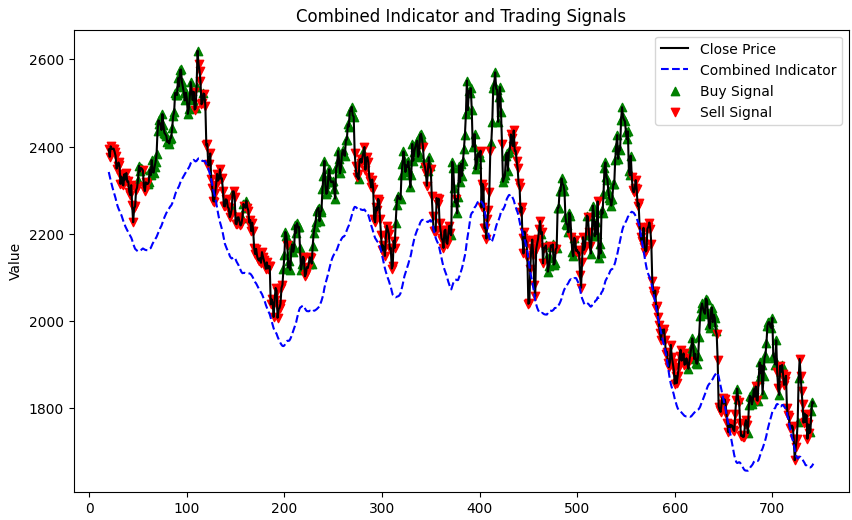 Combined Indicator and Trading Signals
Close Price
Combined Indicator
Buy Signal
Sell Signal
Value
2600
2400
2200
2000
1800
0 100 200 300 400 500 600 700